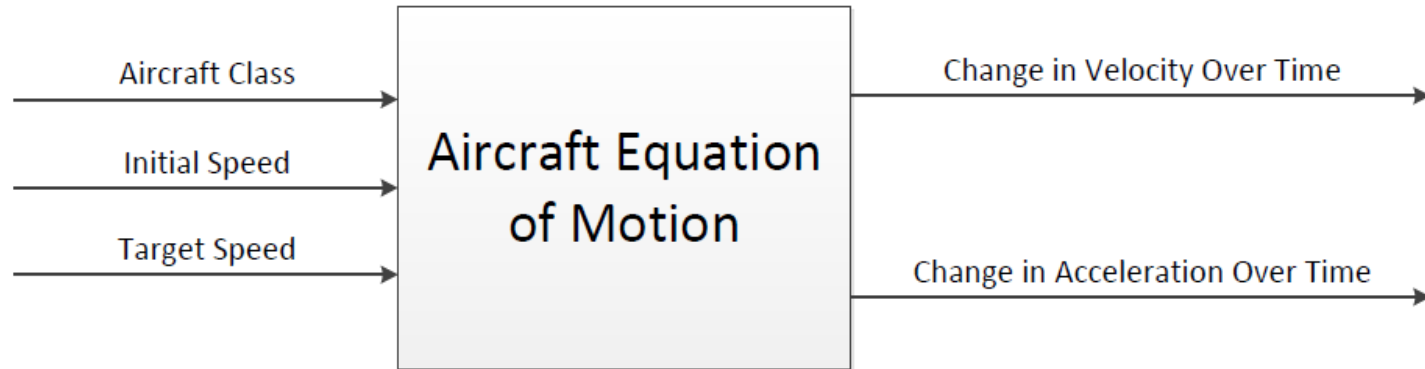 Aircraft Class
Initial Speed
Target Speed
Aircraft Equation
of Motion
Change in Velocity Over Time
Change in Acceleration Over Time